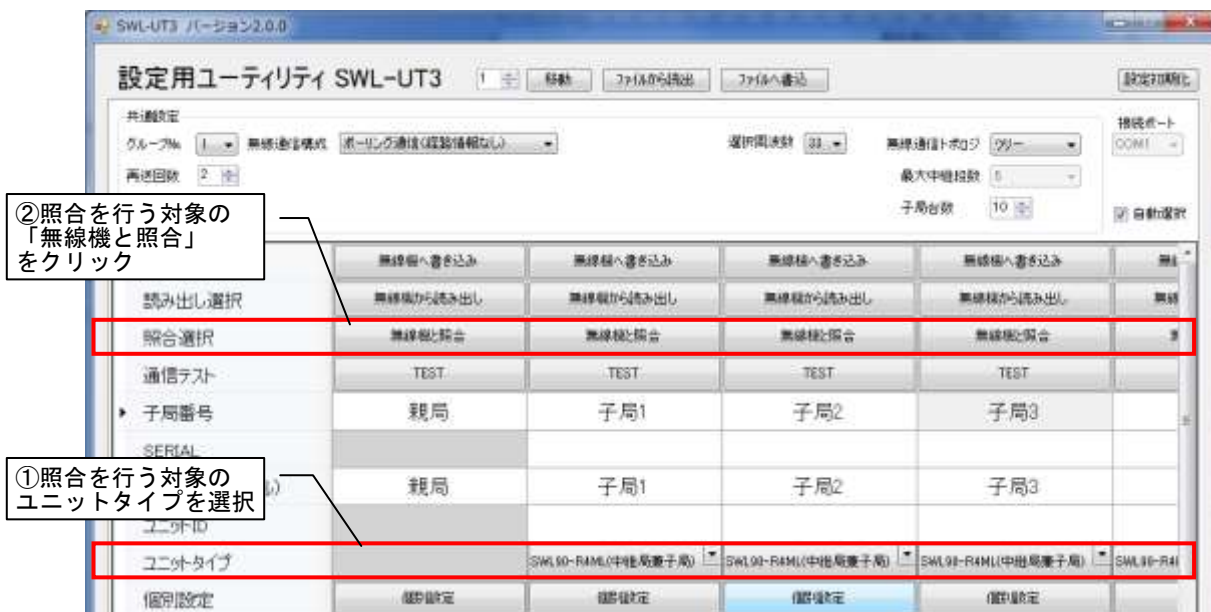 SWL-UT3 バージョン2.0.0
設定用ユーティリティ SWL-UT3 1 移動 ファイルから読出 ファイルへ書込 設定初期化
共通設定
グループNo. 1 無線通信構成 ポーリング通信(経路情報なし) 選択周波数 33 無線通信トポロジ ツリー
接続ポート
COM1
再送回数 2 最大中継段数
子局台数 10 自動選択
②照合を行う対象の
「無線機と照合」
をクリック
無線機へ書き込み 無線機へ書き込み 無線機へ書き込み 無線機へ書き込み
読み出し選択 無線機から読み出し 無線機から読み出し 無線機から読み出し 無線機から読み出し
照合選択 無線機と照合 無線機と照合 無線機と照合 無線機と照合
通信テスト TEST TEST TEST TEST
子局番号 親局 子局1 子局2 子局3
SERIAL
①照合を行う対象の
ユニットタイプを選択
親局 子局1 子局2 子局3
ユニットID
ユニットタイプ SWL90-R4ML(中継局兼子局) SWL90-R4ML(中継局兼子局) SWL90-R4ML(中継局兼子局) SWL90-R4
個別設定 個別設定 個別設定 個別設定 個別設定